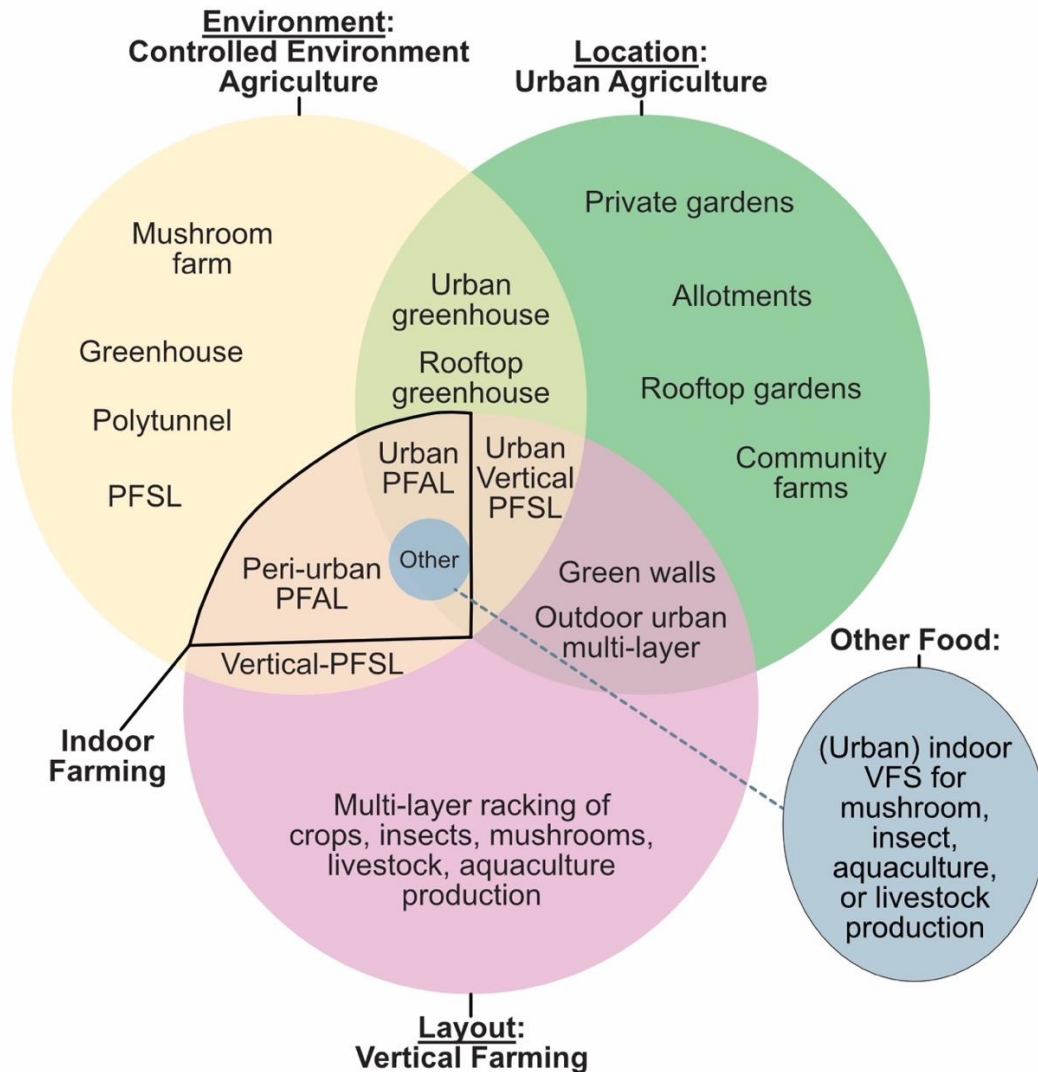 Environment:
Controlled Environment
Agriculture
Location:
Urban Agriculture
Mushroom
farm
Greenhouse
Polytunnel
PFSL
Urban
greenhouse
Rooftop
greenhouse
Private gardens
Allotments
Rooftop gardens
Community
farms
Urban
PFAL
Urban
Vertical
PFSL
Other
Peri-urban
PFAL
Vertical-PFSL
Green walls
Outdoor urban
multi-layer
Indoor
Farming
Other Food:
(Urban) indoor
VFS for
mushroom,
insect,
aquaculture,
or livestock
production
Multi-layer racking of
crops, insects, mushrooms,
livestock, aquaculture
production
Layout:
Vertical Farming